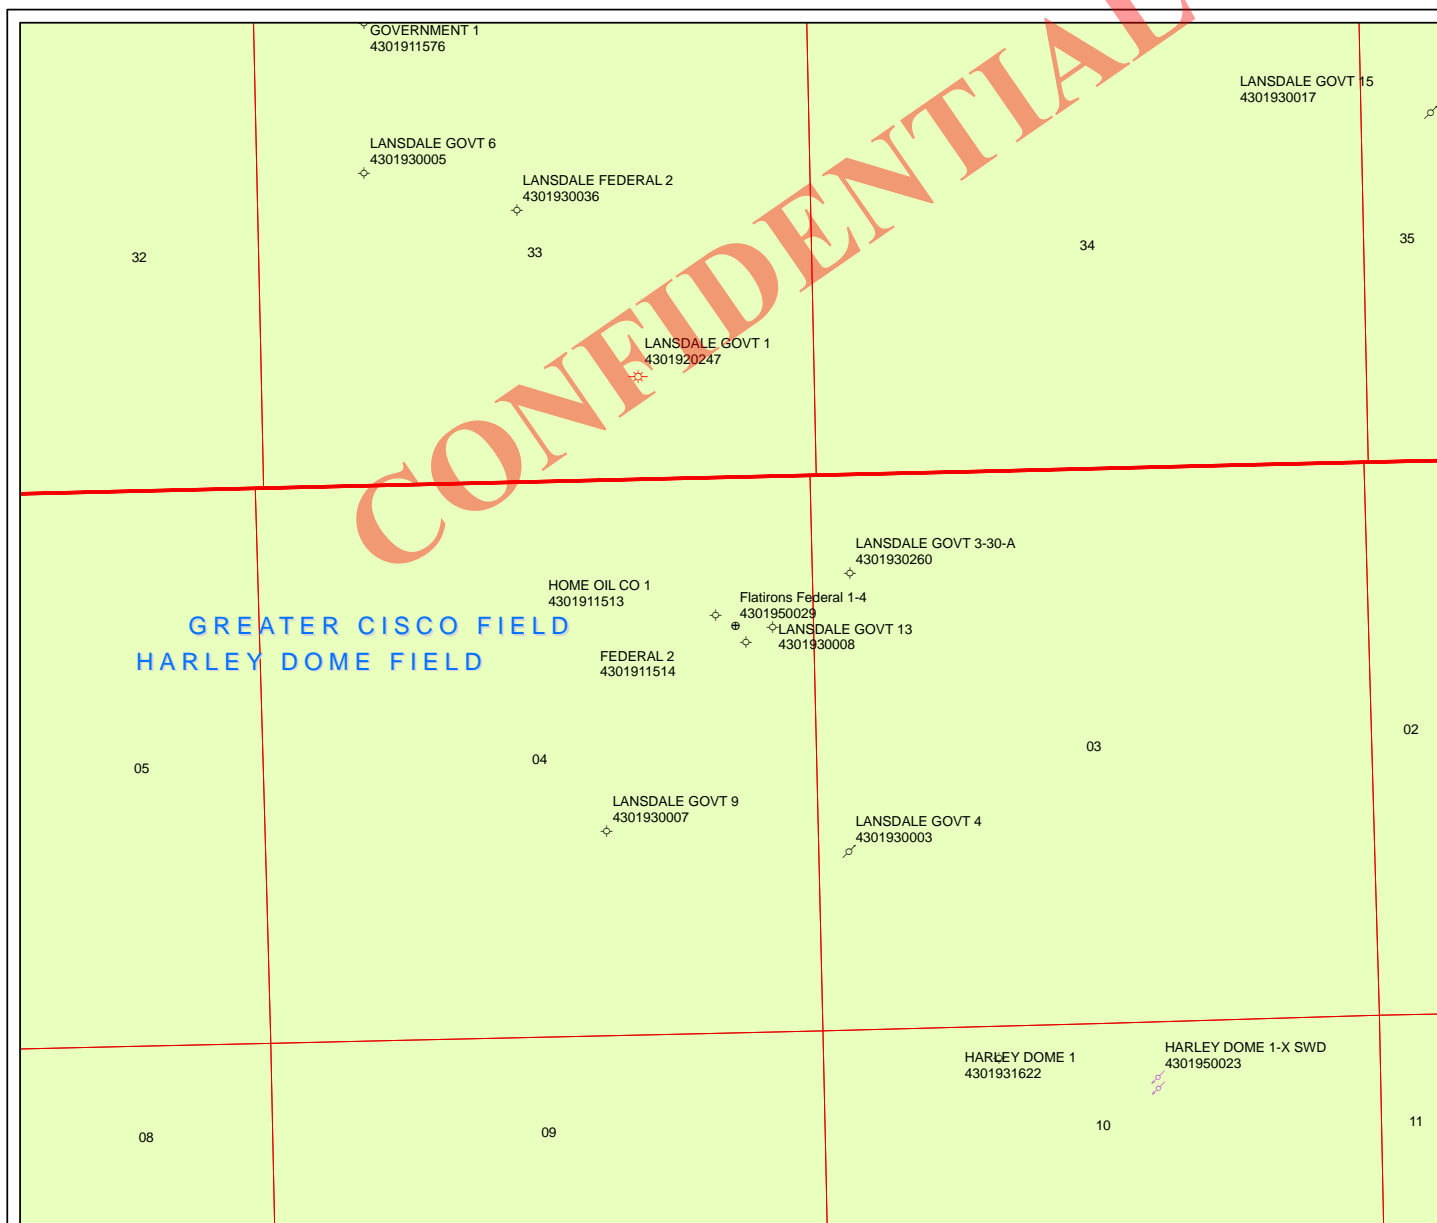 GOVERNMENT 1
4301911576
LANSDALE GOVT 15
4301930017
LANSDALE GOVT 6
4301930005
LANSDALE FEDERAL 2
4301930036
32
33
34
35
CONFIDENTIAL
LANSDALE GOVT 1
4301920247
LANSDALE GOVT 3-30-A
4301930260
HOME OIL CO 1
4301911513
Flatirons Federal 1-4
4301950029
LANSDALE GOVT 13
4301930008
GREATER CISCO FIELD
HARLEY DOME FIELD
FEDERAL 2
4301911514
05
04
03
02
LANSDALE GOVT 9
4301930007
LANSDALE GOVT 4
4301930003
HARLEY DOME 1
4301931622
HARLEY DOME 1-X SWD
4301950023
08
09
10
11